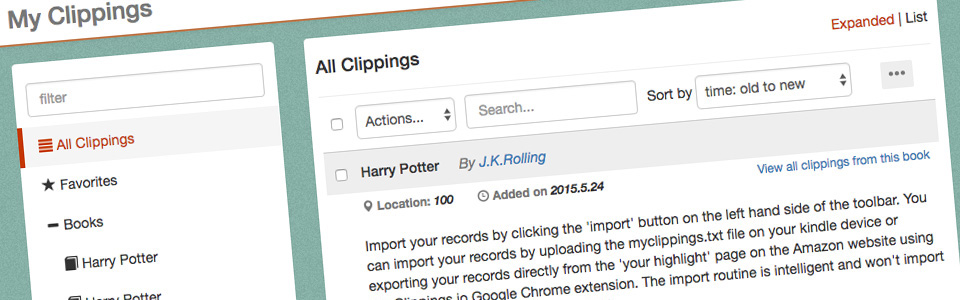 My Clippings
filter
All Clippings
Favorites
Books
Harry Potter
Harry Potter
Expanded | List
All Clippings
Actions...
Search...
Sort by
time: old to new
Harry Potter By J.K.Rolling
View all clippings from this book
Location: 100 Added on 2015.5.24
Import your records by clicking the 'import' button on the left hand side of the toolbar. You
can import your records by uploading the myclippings.txt file on your kindle device or
exporting your records directly from the 'your highlight' page on the Amazon website using
Clippings.io Google Chrome extension. The import routine is intelligent and won't import